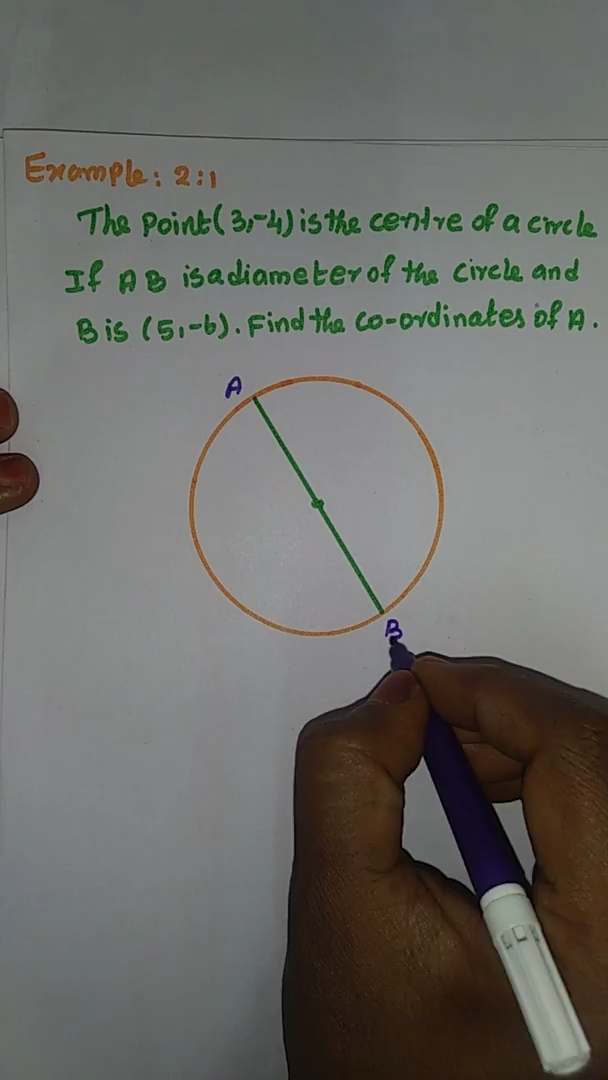 Example: 2:1
The Point (3,-4) is the centre of a circle
If AB is a diameter of the circle and
B is (5,-6). Find the co-ordinates of A.
A
B